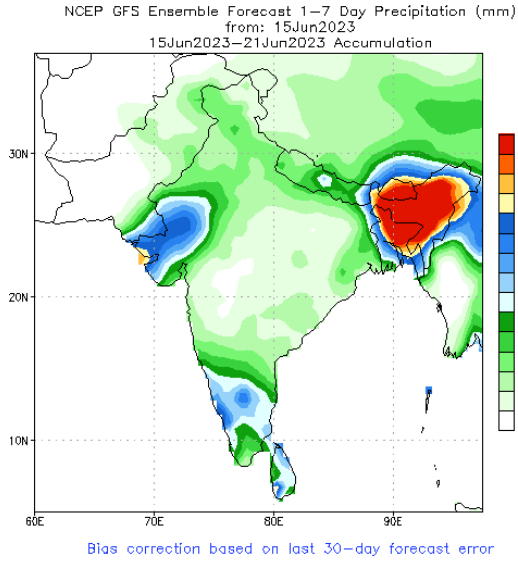 NCEP GFS Ensemble Forecast 1-7 Day Precipitation (mm)
from: 15Jun2023
15Jun2023-21Jun2023 Accumulation
30N
20N
10N
60E 70E 80E 90E
Bias correction based on last 30-day forecast error